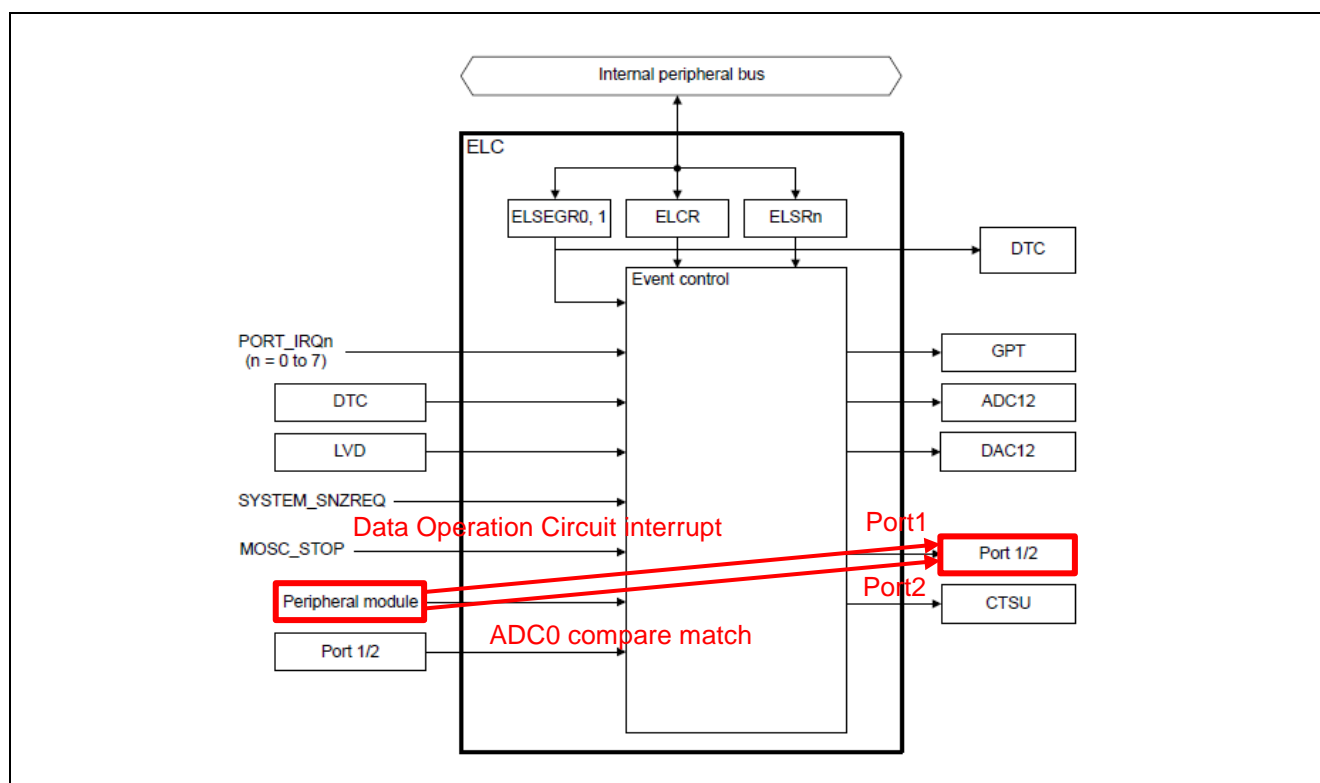 Internal peripheral bus
ELC
ELSEGR0, 1
ELCR
ELSRn
DTC
Event control
PORT_IRQn
(n = 0 to 7)
GPT
DTC
ADC12
LVD
DAC12
SYSTEM_SNZREQ
Data Operation Circuit interrupt
Port1
MOSC_STOP
Port 1/2
Peripheral module
Port2
CTSU
ADC0 compare match
Port 1/2